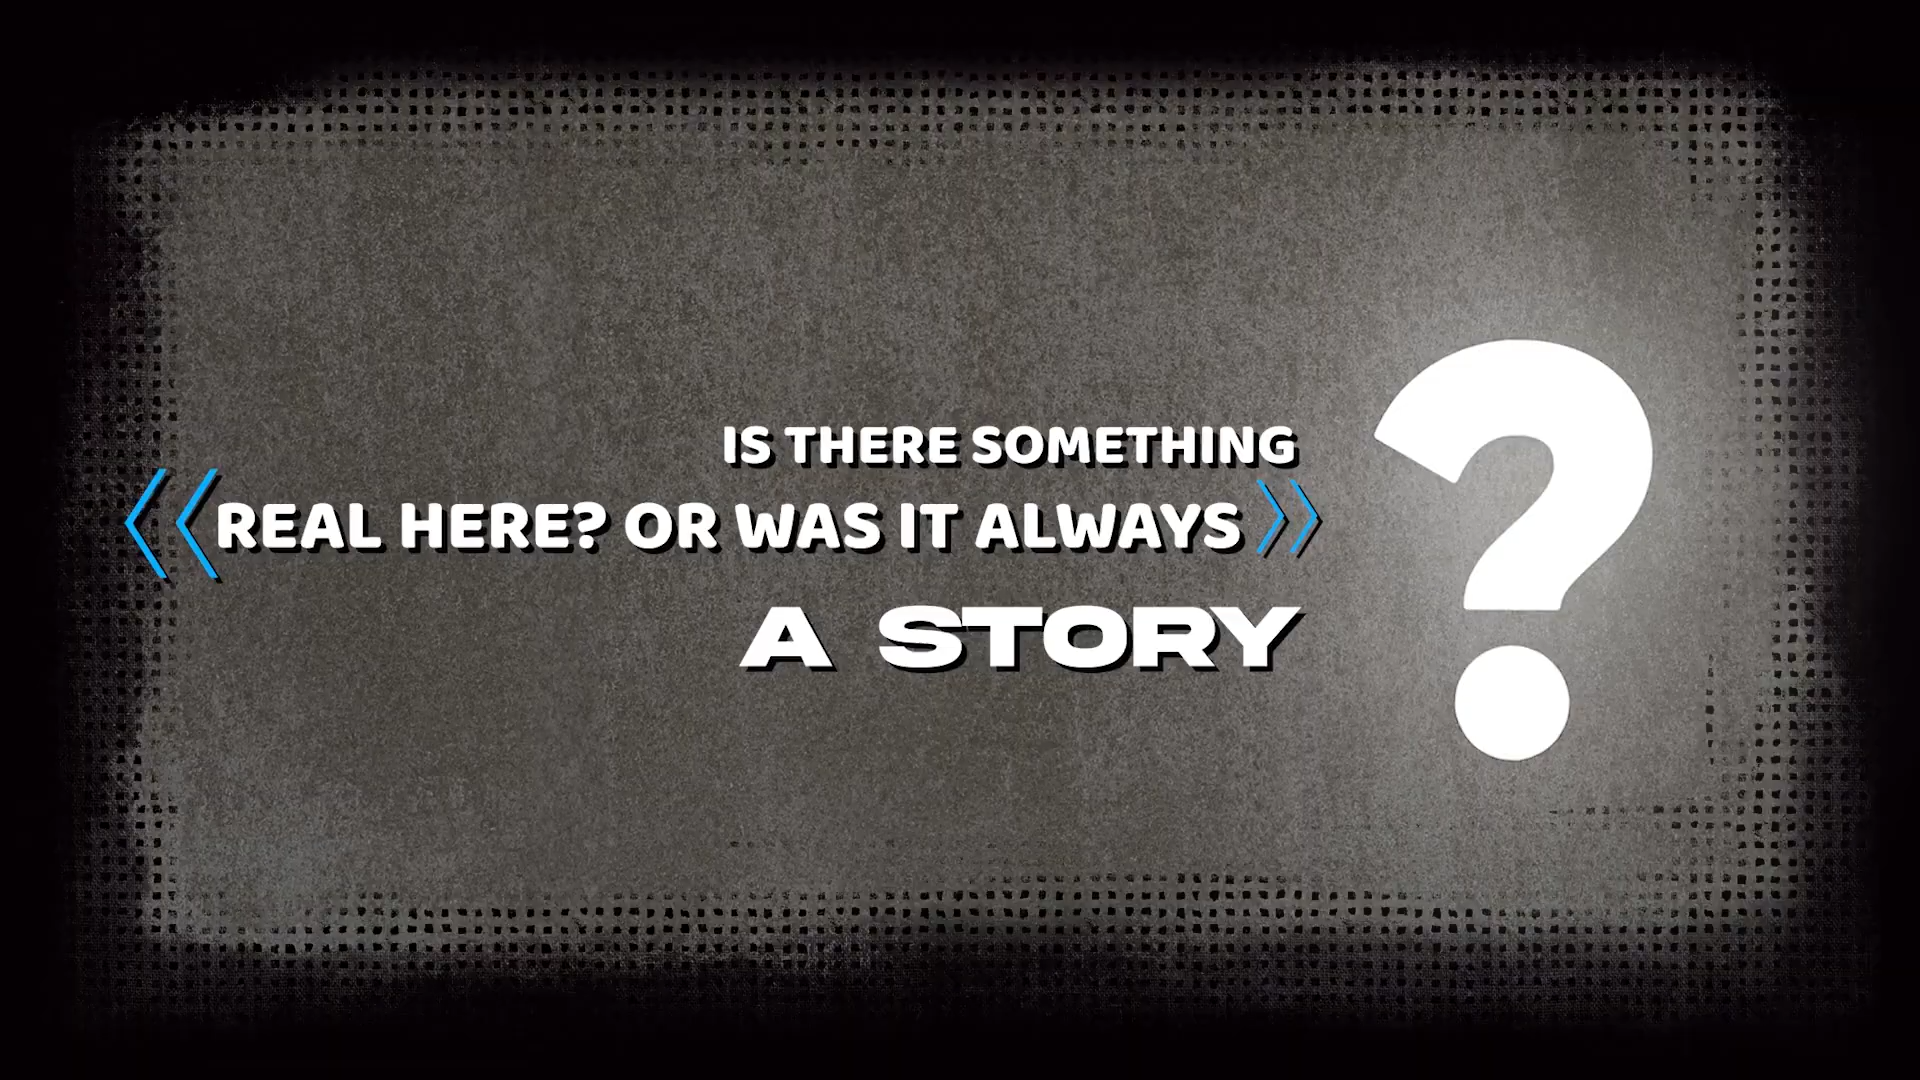 IS THERE SOMETHING
REAL HERE? OR WAS IT ALWAYS
A STORY
?